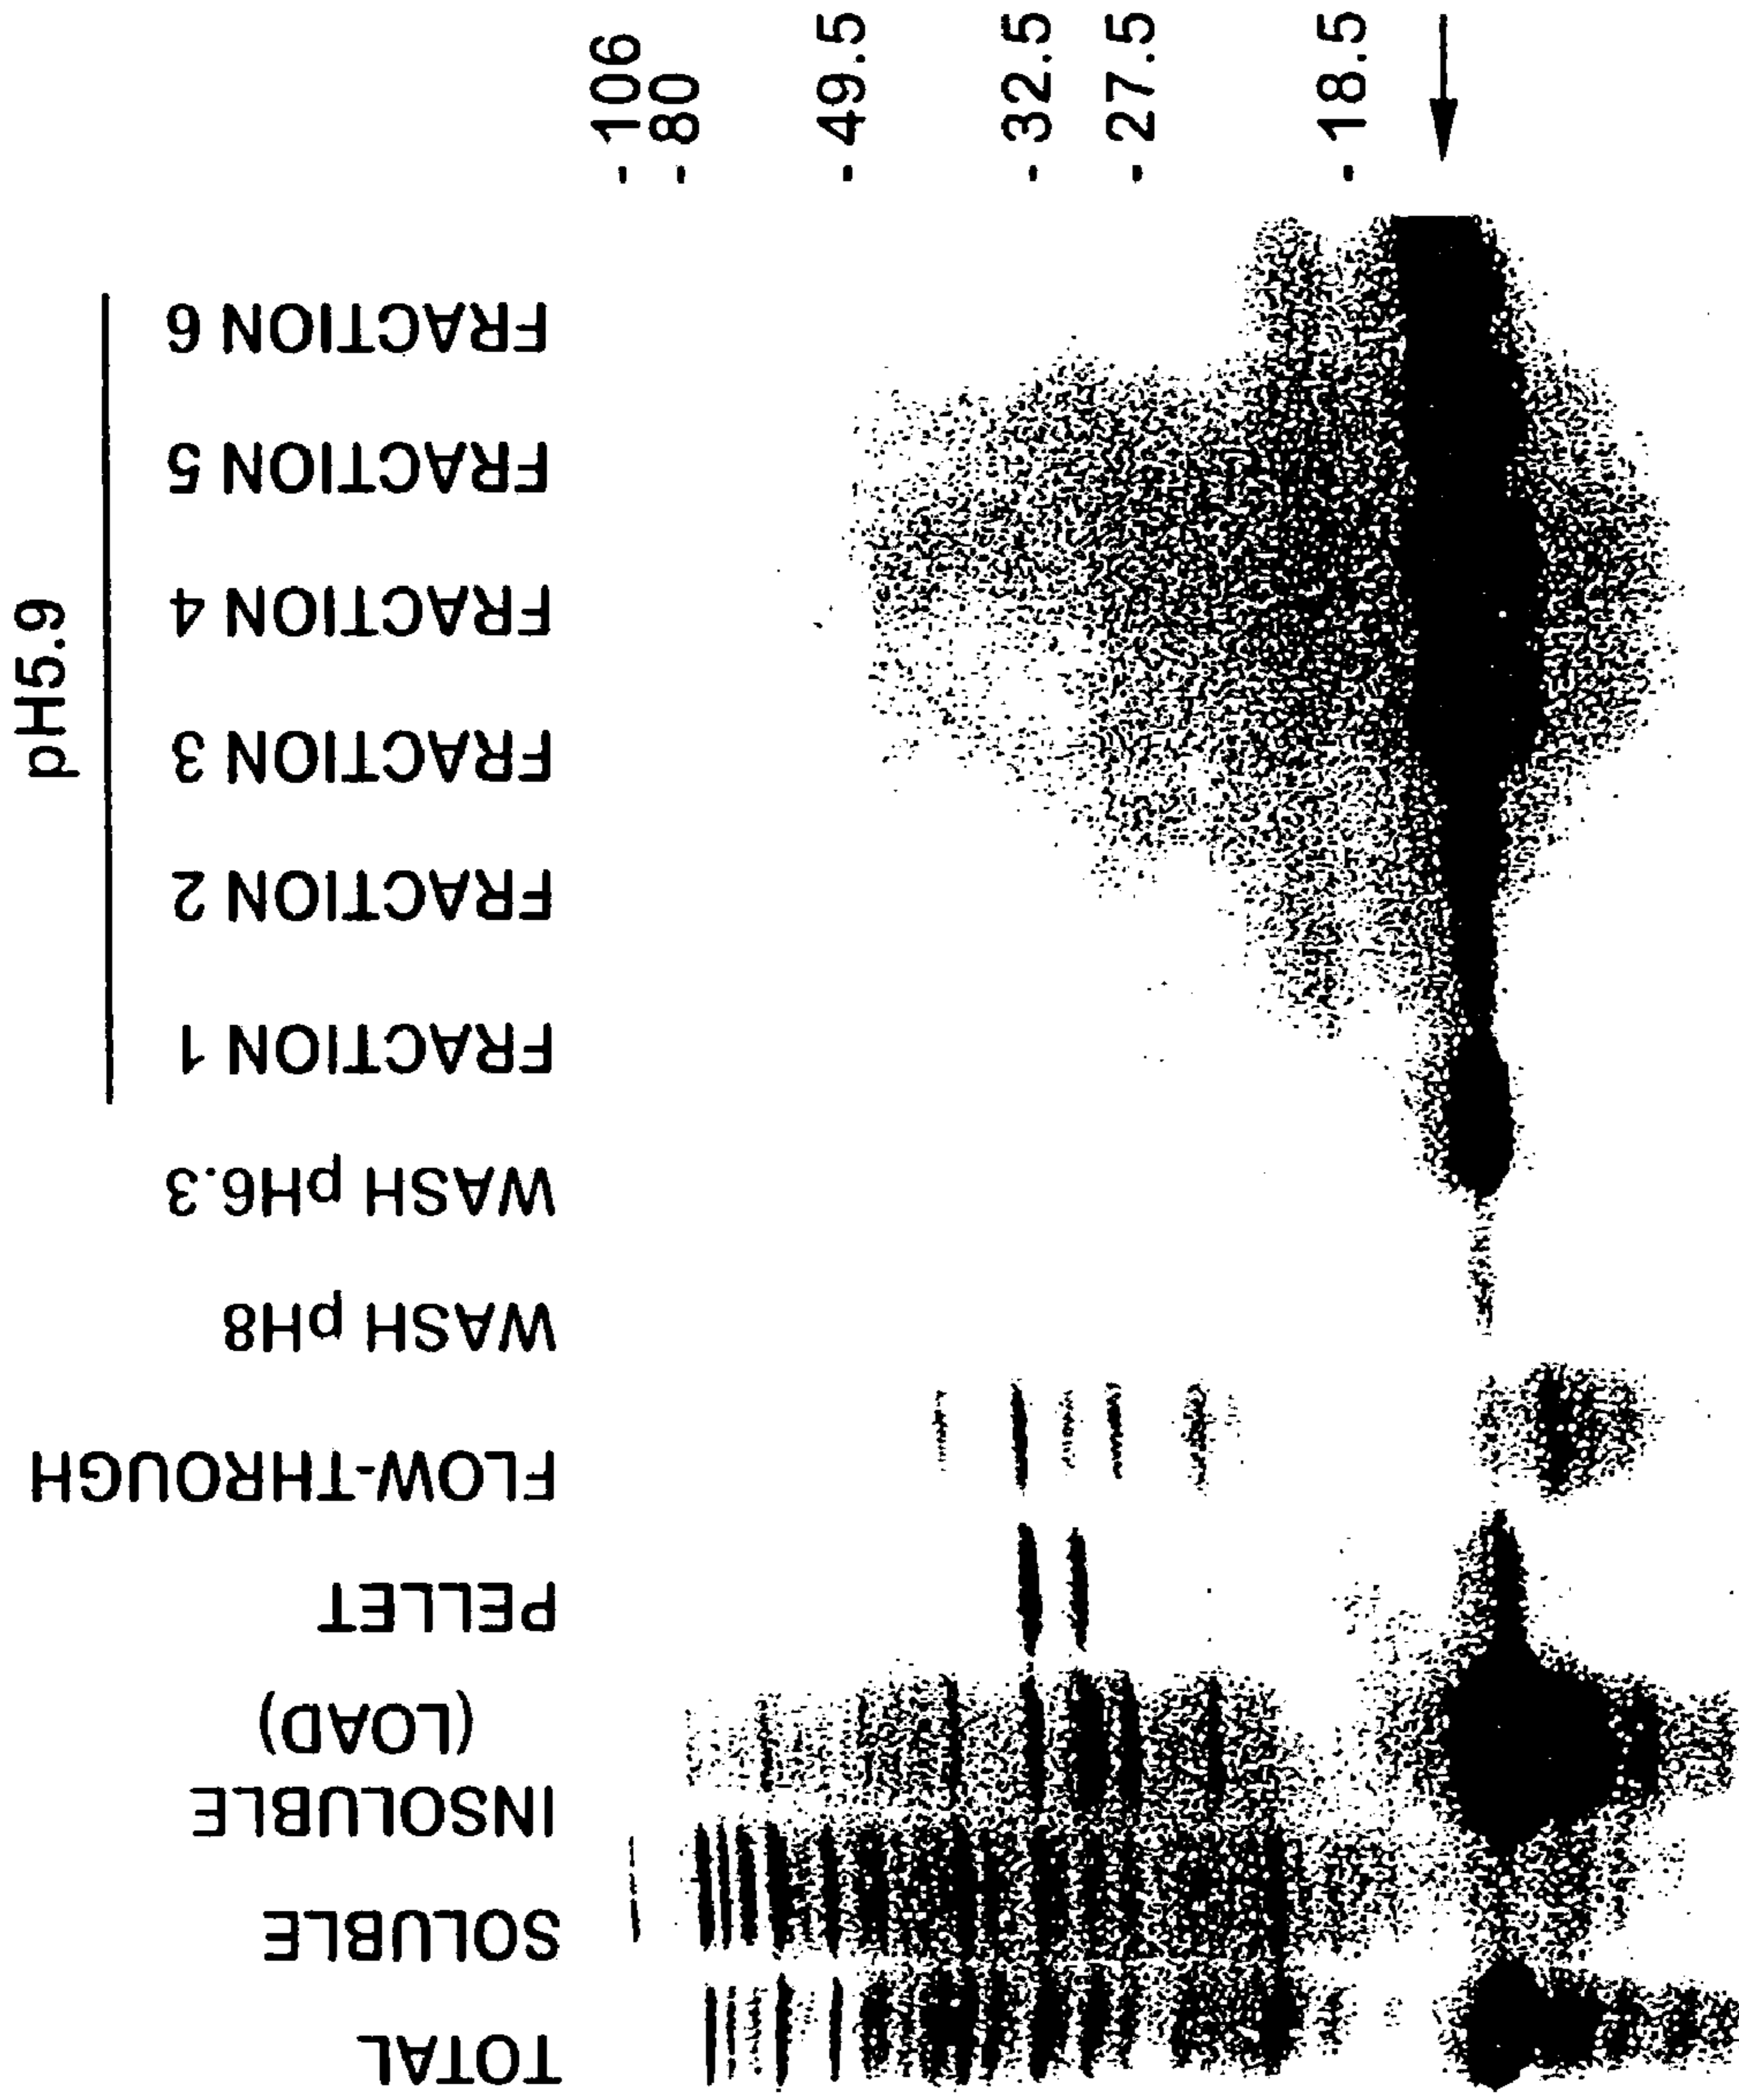 pH5.9
TOTAL
SOLUBLE
INSOLUBLE
(LOAD)
PELLET
FLOW-THROUGH
WASH pH8
WASH pH6.3
FRACTION 1
FRACTION 2
FRACTION 3
FRACTION 4
FRACTION 5
FRACTION 6
- 106
- 80
- 49.5
- 32.5
- 27.5
- 18.5